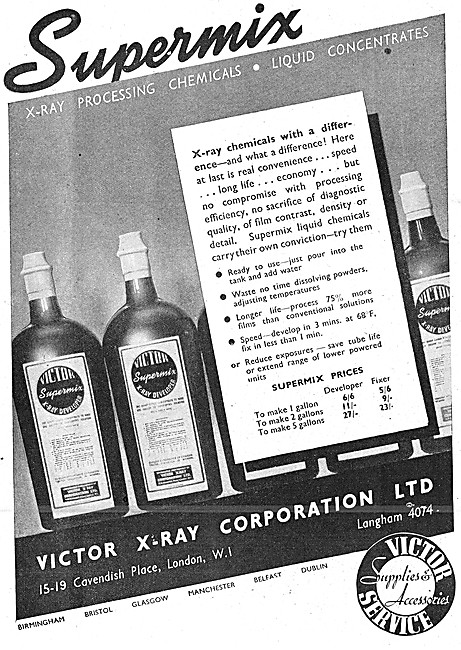 Supermix
X-RAY PROCESSING CHEMICALS • LIQUID CONCENTRATES
X-ray chemicals with a differ-
ence—and what a difference! Here
at last is real convenience . . . speed
. . . long life . . . economy . . . but
no compromise with processing
efficiency, no sacrifice of diagnostic
quality, of film contrast, density or
detail. Supermix liquid chemicals
carry their own conviction—try them
● Ready to use—just pour into the
tank and add water
● Waste no time dissolving powders,
adjusting temperatures
● Longer life—process 75% more
films than conventional solutions
● Speed—develop in 3 mins. at 68°F,
fix in less than 1 min.
or Reduce exposures — save tube life
or extend range of lower powered
units
SUPERMIX PRICES
Developer Fixer
To make 1 gallon 6/6 5/6
To make 2 gallons 11/- 9/-
To make 5 gallons 27/- 23/-
VICTOR
Supermix
X-RAY DEVELOPER
VICTOR
Supermix
X-RAY DEVELOPER
VICTOR
Superm
X-RAY DEV
VICTOR X-RAY CORPORATION LTD
15-19 Cavendish Place, London, W.1
Langham 4074
BIRMINGHAM BRISTOL GLASGOW MANCHESTER BELFAST DUBLIN
VICTOR
Supplies &
Accessories
SERVICE